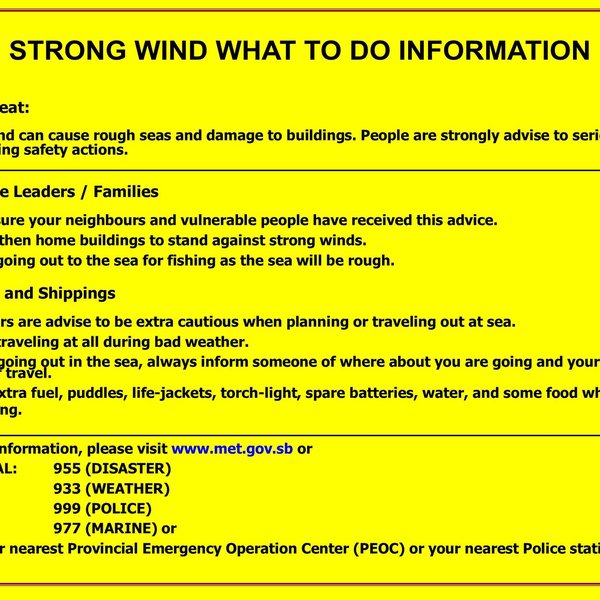 STRONG WIND WHAT TO DO INFORMATION
eat:
nd can cause rough seas and damage to buildings. People are strongly advise to seri
ing safety actions.
e Leaders / Families
sure your neighbours and vulnerable people have received this advice.
then home buildings to stand against strong winds.
going out to the sea for fishing as the sea will be rough.
and Shippings
rs are advise to be extra cautious when planning or traveling out at sea.
traveling at all during bad weather.
going out in the sea, always inform someone of where about you are going and your
f travel.
xtra fuel, puddles, life-jackets, torch-light, spare batteries, water, and some food wh
ng.
information, please visit www.met.gov.sb or
AL: 955 (DISASTER)
933 (WEATHER)
999 (POLICE)
977 (MARINE) or
r nearest Provincial Emergency Operation Center (PEOC) or your nearest Police stati